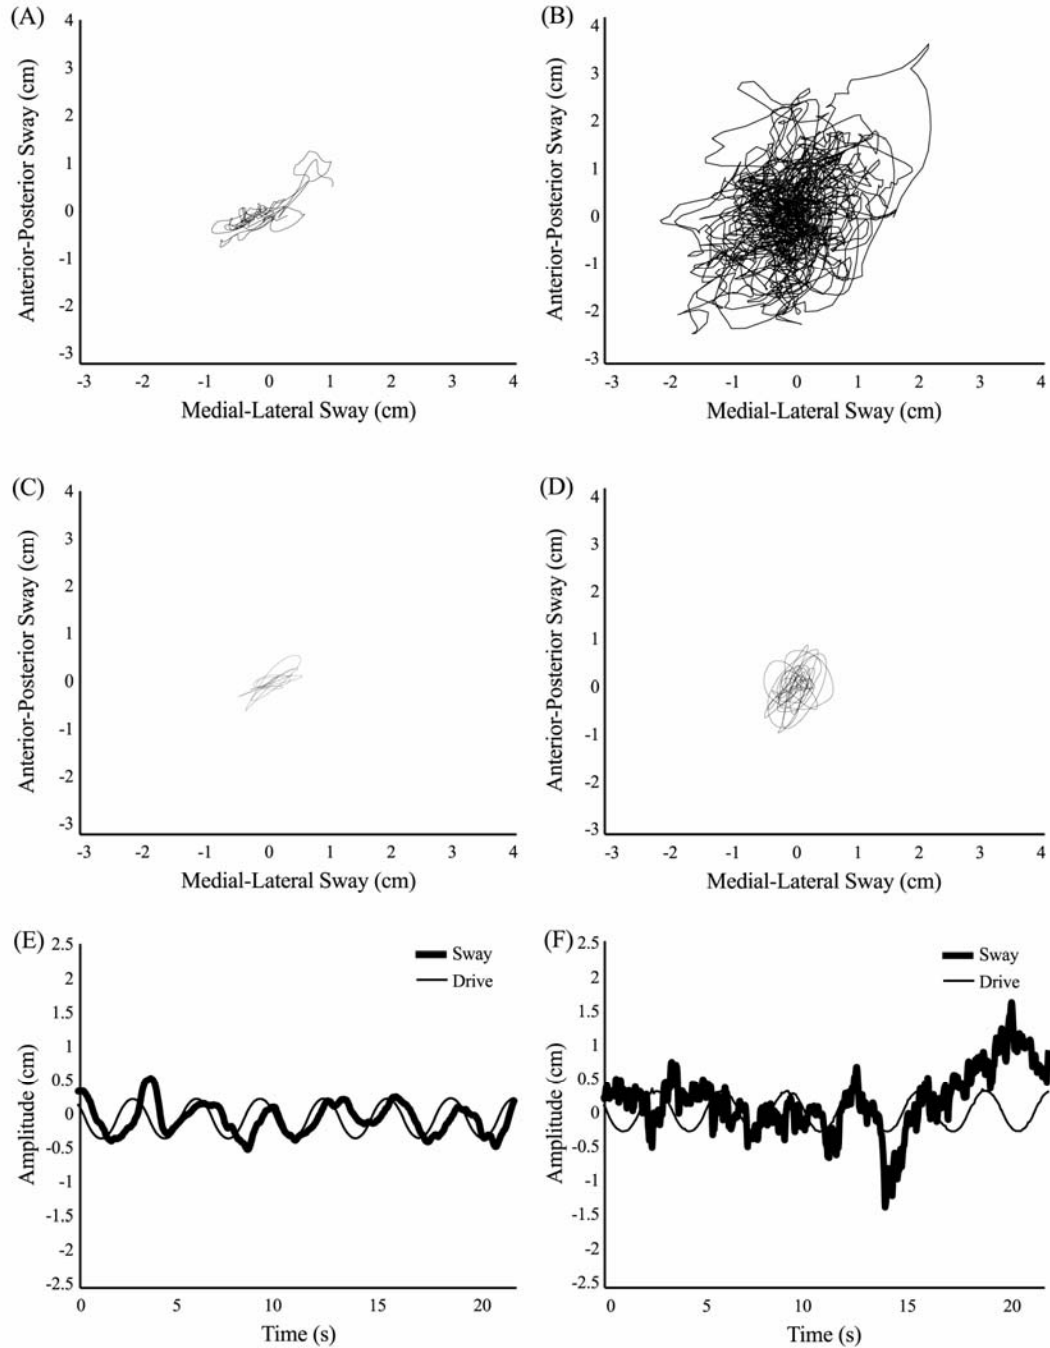 (A)
4
3
2
1
0
-1
-2
-3
Anterior-Posterior Sway (cm)
-3 -2 -1 0 1 2 3 4
Medial-Lateral Sway (cm)
(B)
4
3
2
1
0
-1
-2
-3
Anterior-Posterior Sway (cm)
-3 -2 -1 0 1 2 3 4
Medial-Lateral Sway (cm)
(C)
4
3
2
1
0
-1
-2
-3
Anterior-Posterior Sway (cm)
-3 -2 -1 0 1 2 3 4
Medial-Lateral Sway (cm)
(D)
4
3
2
1
0
-1
-2
-3
Anterior-Posterior Sway (cm)
-3 -2 -1 0 1 2 3 4
Medial-Lateral Sway (cm)
(E)
2.5
2
1.5
1
0.5
0
-0.5
-1
-1.5
-2
-2.5
Amplitude (cm)
Sway
Drive
0 5 10 15 20
Time (s)
(F)
2.5
2
1.5
1
0.5
0
-0.5
-1
-1.5
-2
-2.5
Amplitude (cm)
Sway
Drive
0 5 10 15 20
Time (s)